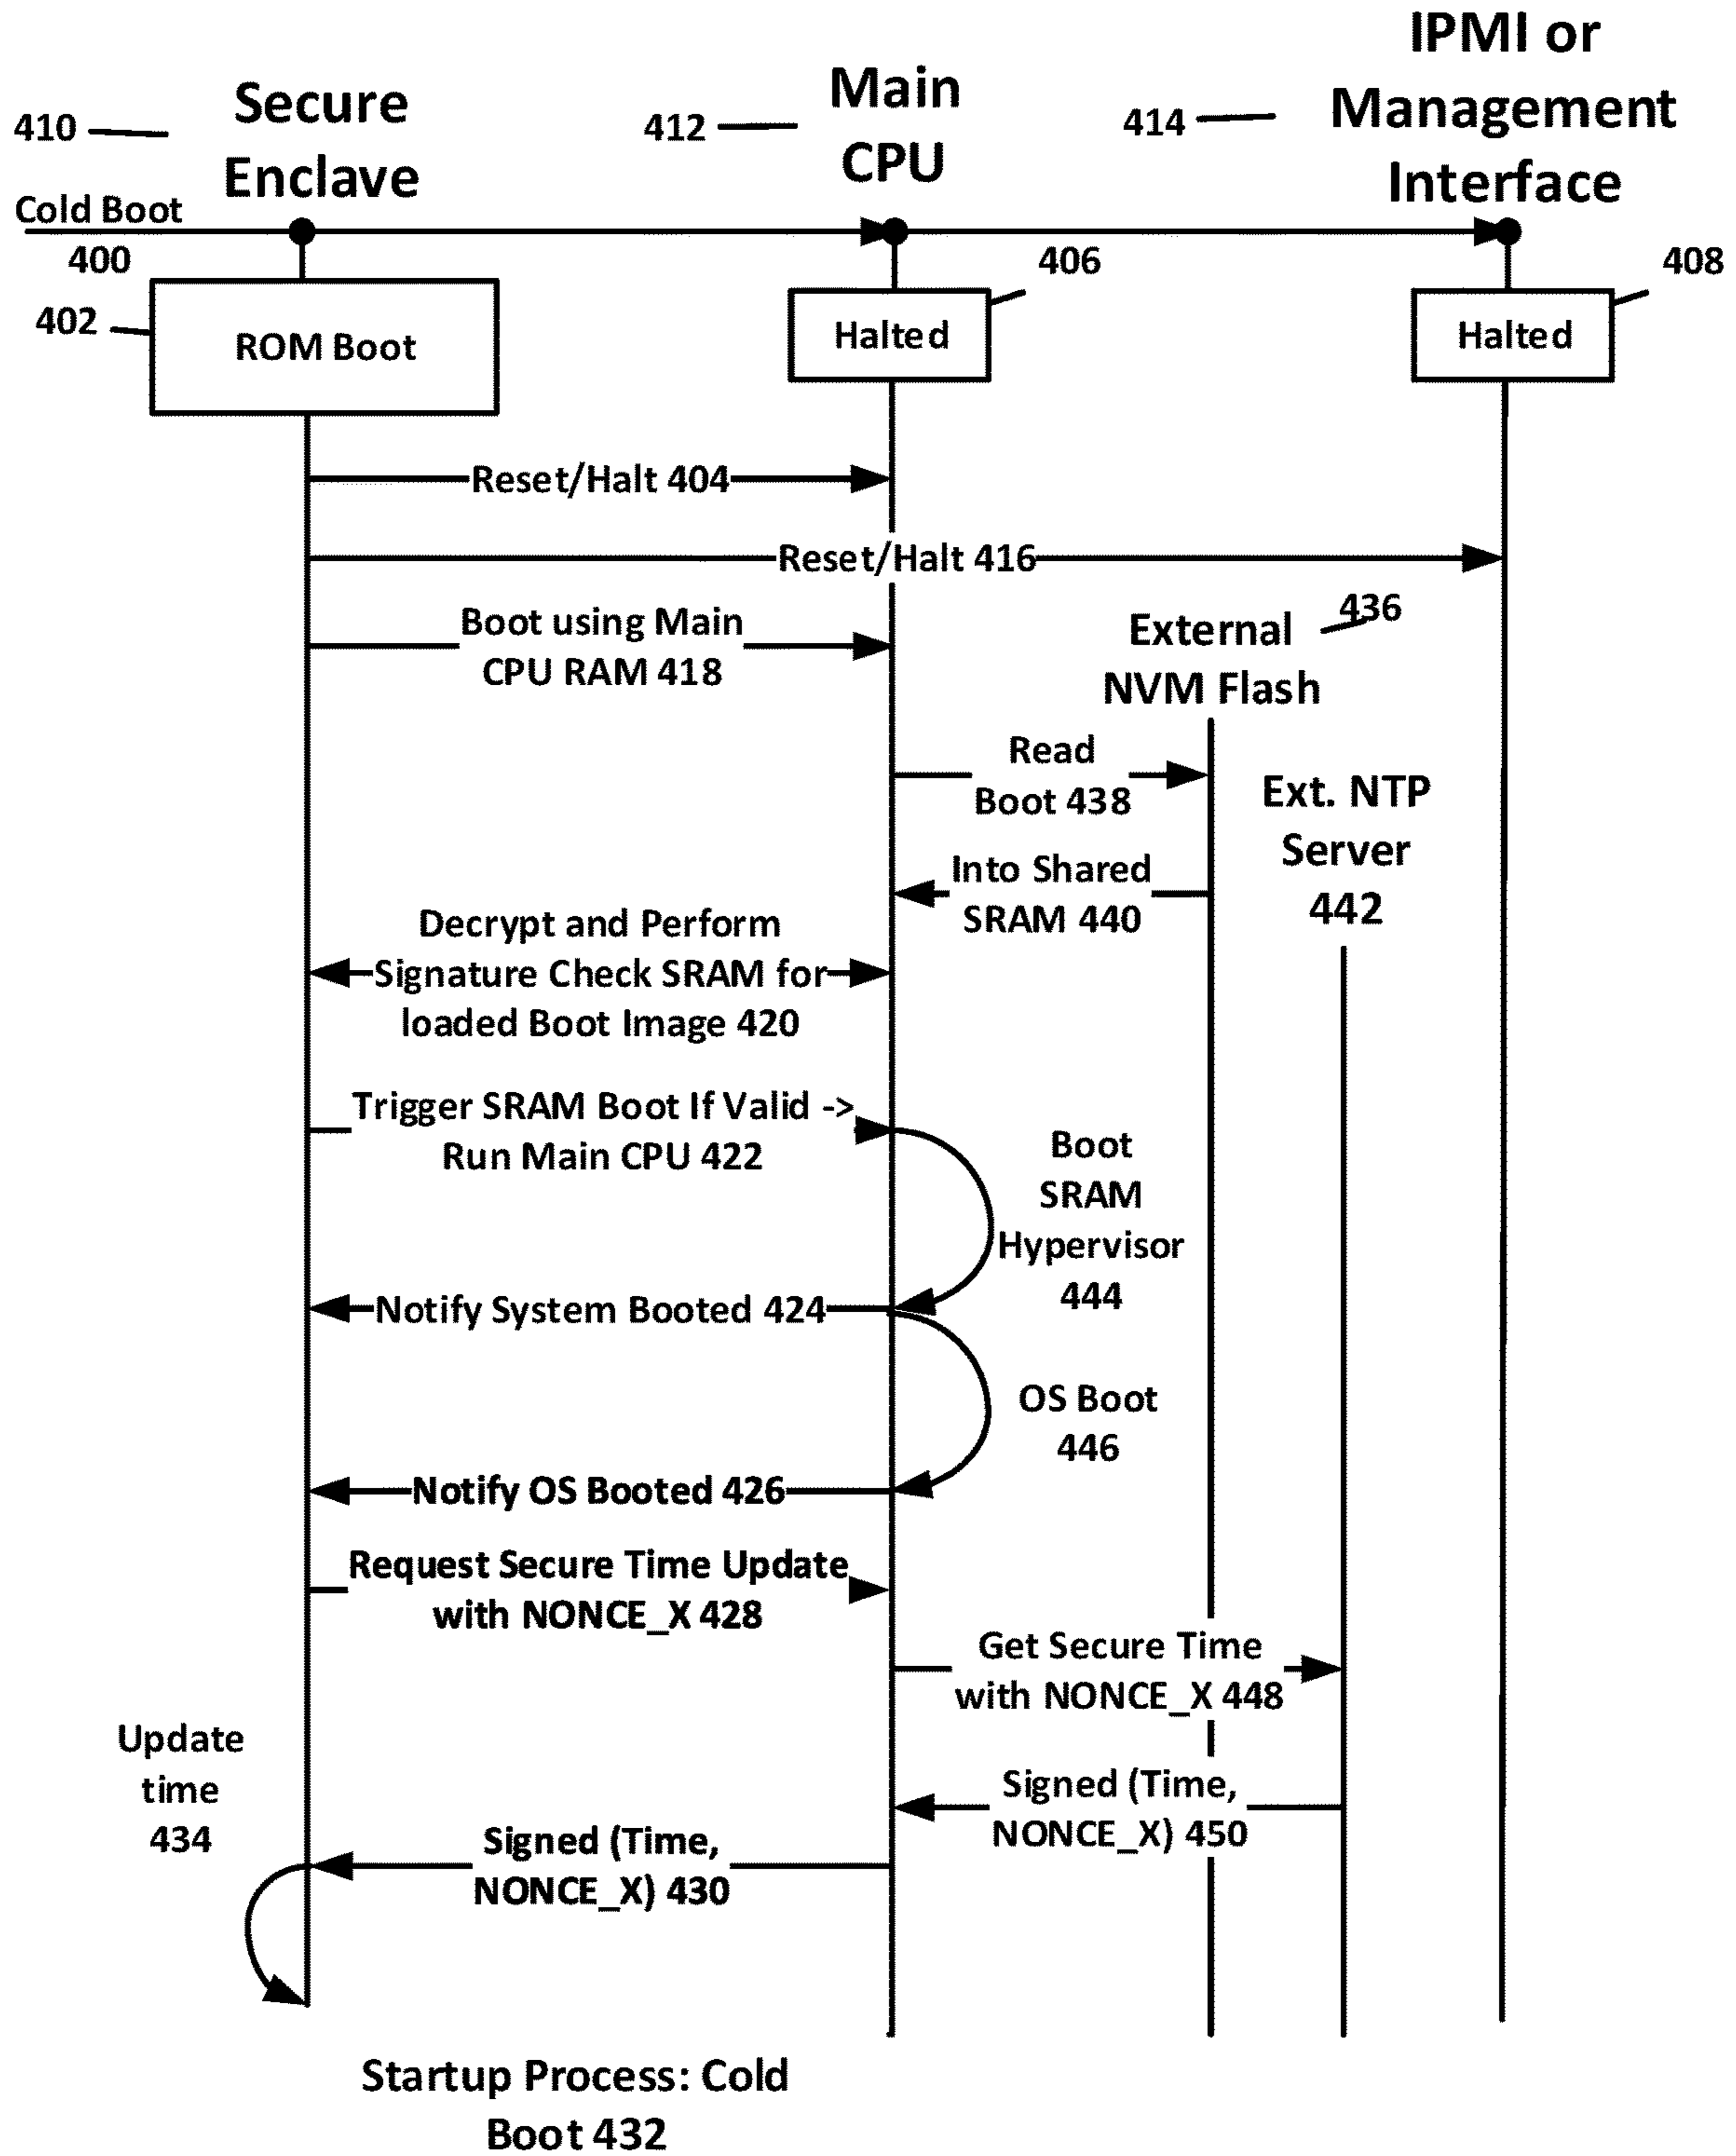 IPMI or
Management
Interface
Main
CPU
Secure
Enclave
410
412
414
Cold Boot
400
406
408
402
ROM Boot
Halted
Halted
Reset/Halt 404
Reset/Halt 416
Boot using Main
CPU RAM 418
436
External
NVM Flash
Read
Boot 438
Ext. NTP
Server
442
Into Shared
SRAM 440
Decrypt and Perform
Signature Check SRAM for
loaded Boot Image 420
Trigger SRAM Boot If Valid ->
Run Main CPU 422
Boot
SRAM
Hypervisor
444
Notify System Booted 424
OS Boot
446
Notify OS Booted 426
Request Secure Time Update
with NONCE_X 428
Get Secure Time
with NONCE_X 448
Update
time
434
Signed (Time,
NONCE_X) 450
Signed (Time,
NONCE_X) 430
Startup Process: Cold
Boot 432